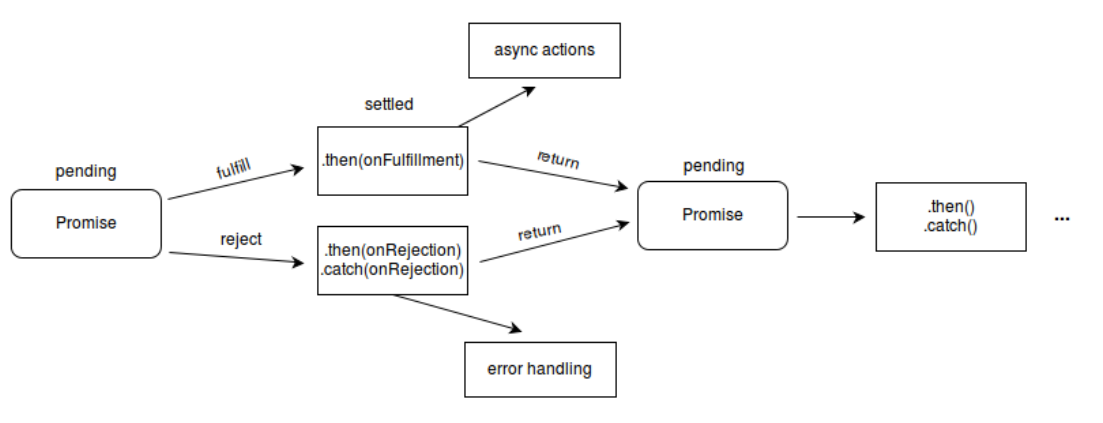 async actions
settled
.then(onFulfillment)
fulfill
return
pending
Promise
reject
.then(onRejection)
.catch(onRejection)
return
error handling
pending
Promise
.then()
.catch()
...